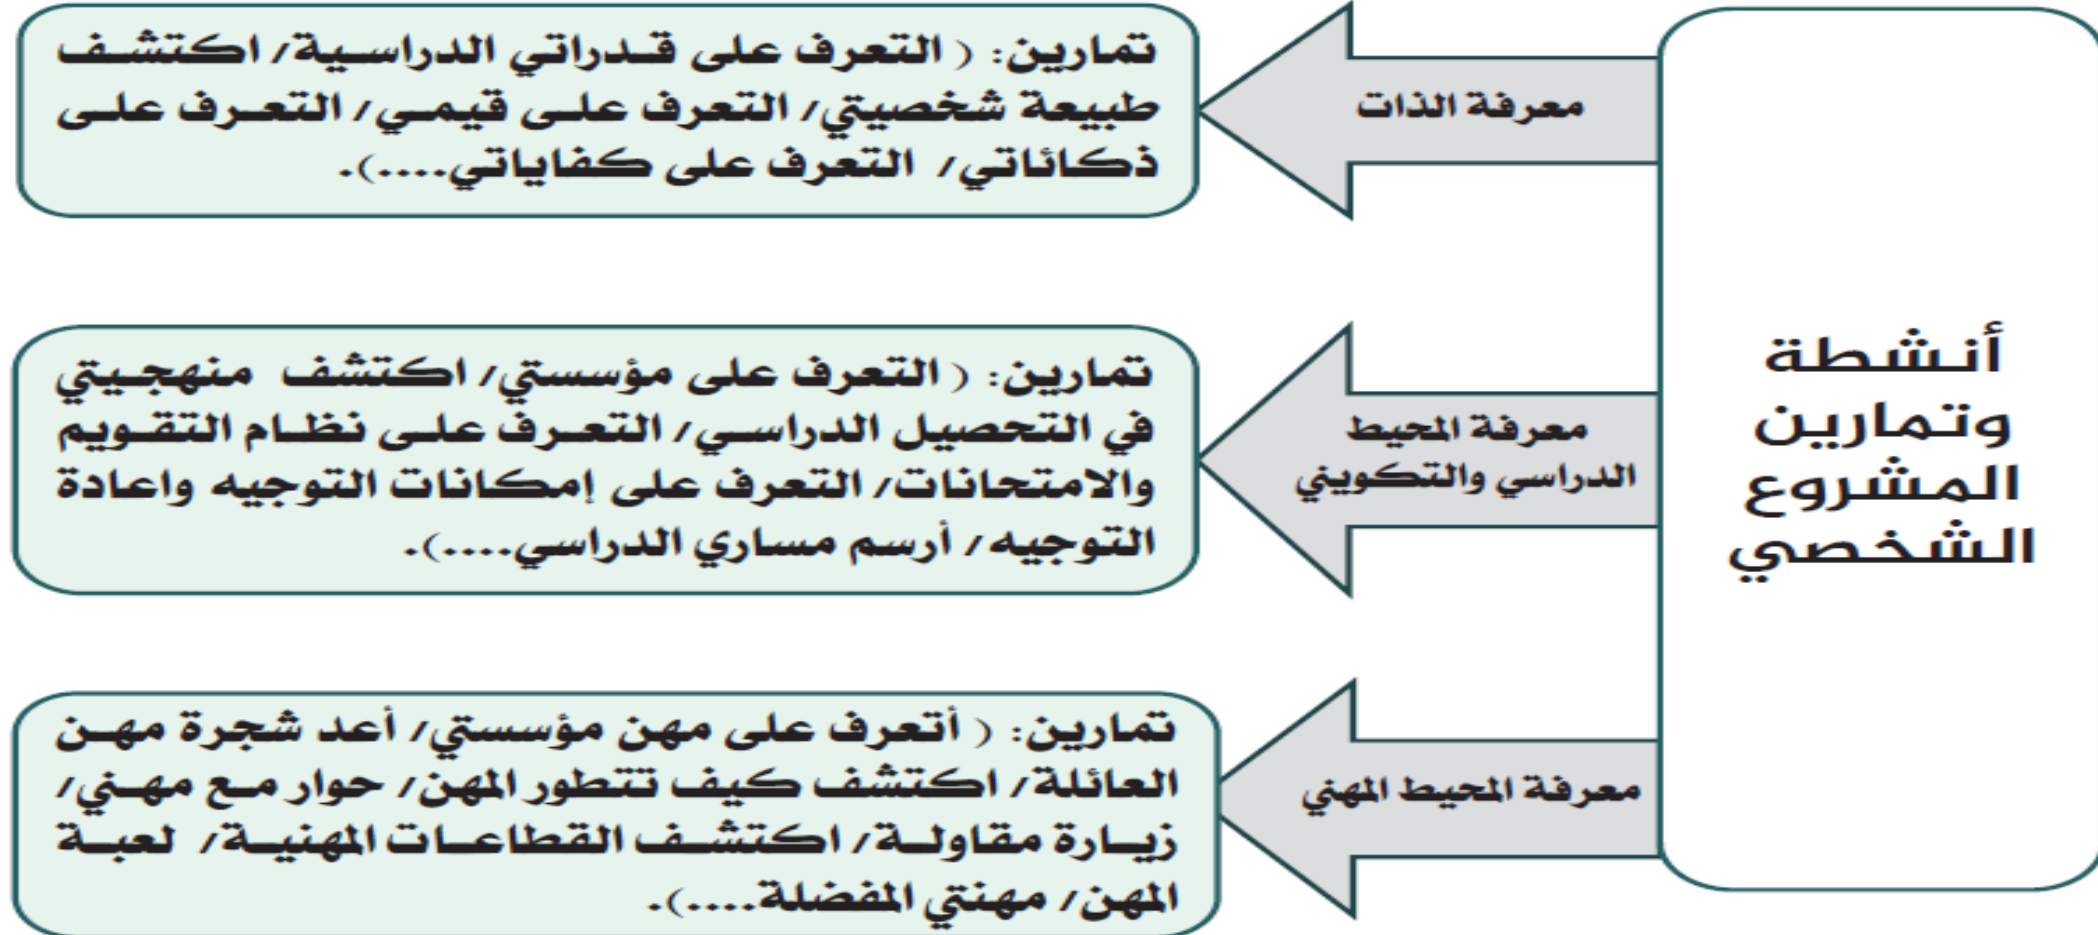 أنشطة
وتمارين
المشروع
الشخصي
معرفة الذات
تمارين: ( التعرف على قدراتي الدراسية/ اكتشف
طبيعة شخصيتي/ التعرف على قيمي/ التعرف على
ذكائاتي/ التعرف على كفاياتي....).
معرفة المحيط
الدراسي والتكويني
تمارين: ( التعرف على مؤسستي/ اكتشف منهجيتي
في التحصيل الدراسي/ التعرف على نظام التقويم
والامتحانات/ التعرف على إمكانات التوجيه واعادة
التوجيه/ أرسم مساري الدراسي....).
معرفة المحيط المهني
تمارين: ( أتعرف على مهن مؤسستي/ أعد شجرة مهن
العائلة/ اكتشف كيف تتطور المهن/ حوار مع مهني/
زيارة مقاولة/ اكتشف القطاعات المهنية/ لعبة
المهن/ مهنتي المفضلة....).